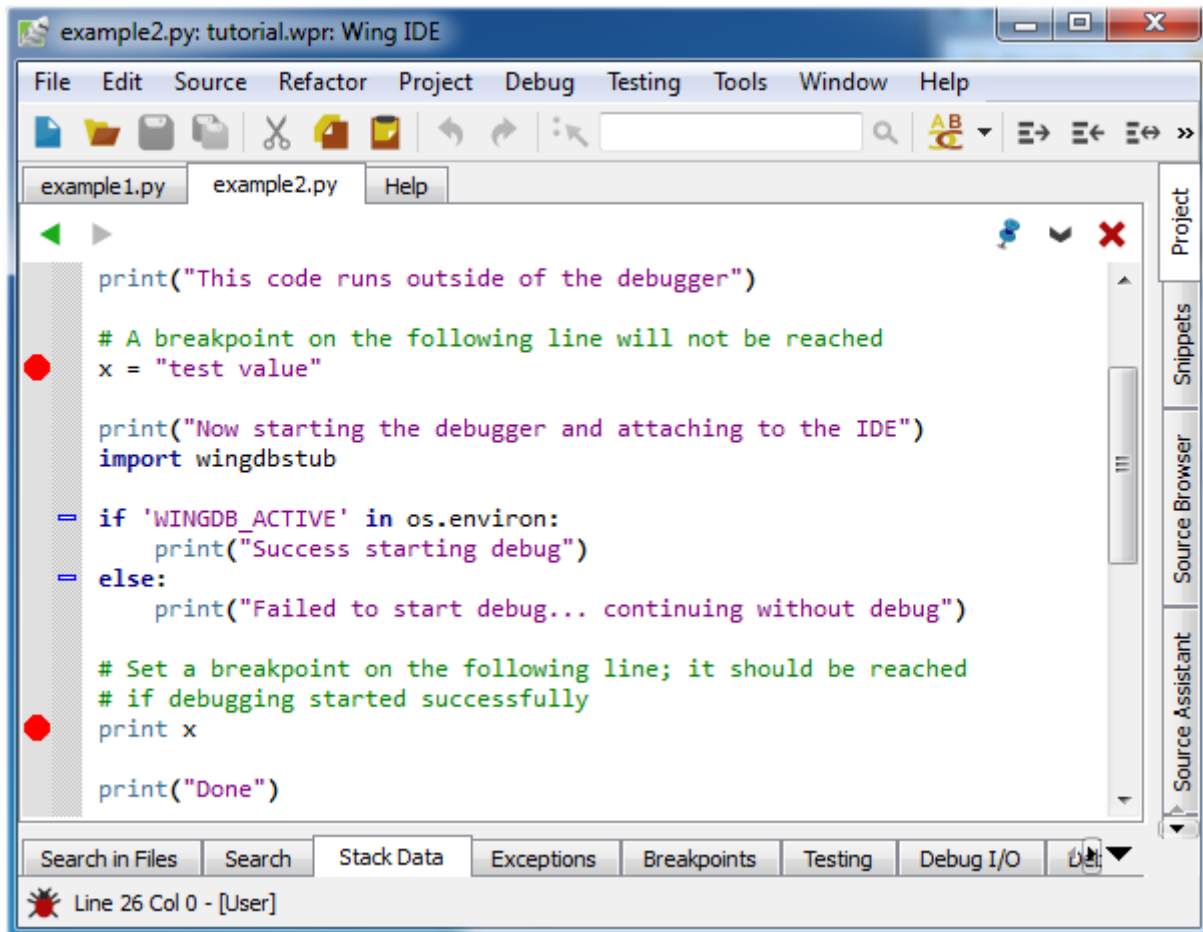 example2.py: tutorial.wpr: Wing IDE
File Edit Source Refactor Project Debug Testing Tools Window Help
AB
example1.py example2.py Help
print("This code runs outside of the debugger")
# A breakpoint on the following line will not be reached
x = "test value"
print("Now starting the debugger and attaching to the IDE")
import wingdbstub
if 'WINGDB_ACTIVE' in os.environ:
    print("Success starting debug")
else:
    print("Failed to start debug... continuing without debug")
# Set a breakpoint on the following line; it should be reached
# if debugging started successfully
print x
print("Done")
Project
Snippets
Source Browser
Source Assistant
Search in Files Search Stack Data Exceptions Breakpoints Testing Debug I/O
Line 26 Col 0 - [User]